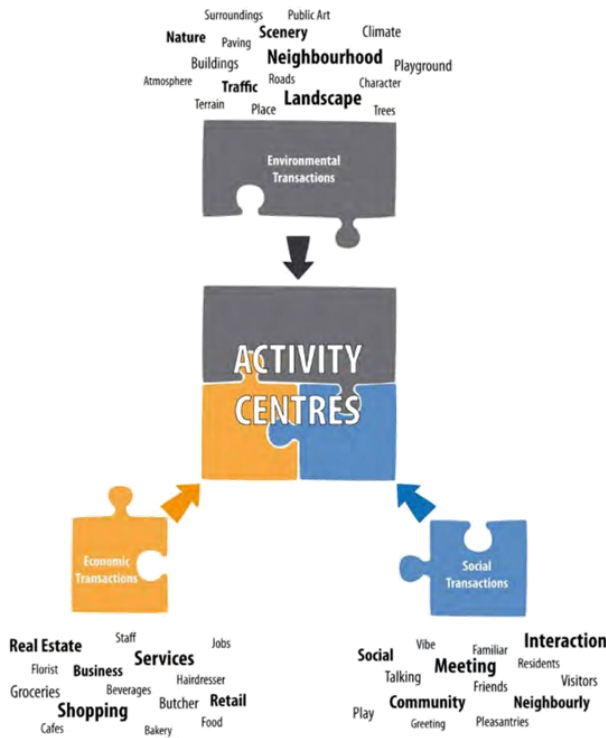 Surroundings Public Art
Nature Paving Scenery Climate
Buildings Neighbourhood Playground
Atmosphere Traffic Roads Character
Terrain Place Landscape Trees
Environmental
Transactions
ACTIVITY
CENTRES
Economic
Transactions
Social
Transactions
Real Estate Staff Services Jobs
Florist Business Hairdresser
Groceries Beverages Butcher Retail
Shopping Food
Cafes Bakery
Social Vibe Familiar Interaction
Talking Meeting Residents
Friends Visitors
Play Community Neighbourly
Greeting Pleasantries